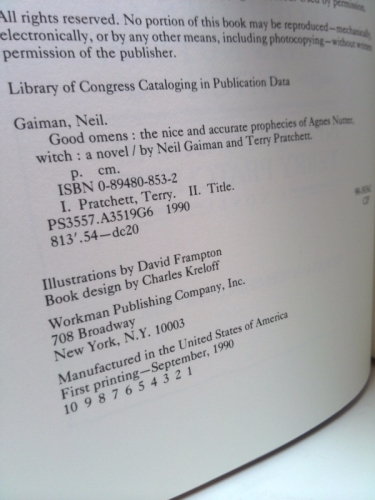 by permission.
All rights reserved. No portion of this book may be reproduced—mechanically,
electronically, or by any other means, including photocopying—without written
permission of the publisher.
Library of Congress Cataloging in Publication Data
Gaiman, Neil.
Good omens : the nice and accurate prophecies of Agnes Nutter,
witch : a novel / by Neil Gaiman and Terry Pratchett.
p. cm.
ISBN 0-89480-853-2
I. Pratchett, Terry. II. Title.
PS3557.A3519G6 1990
813'.54—dc20
CIP
Illustrations by David Frampton
Book design by Charles Kreloff
Workman Publishing Company, Inc.
708 Broadway
New York, N.Y. 10003
Manufactured in the United States of America
First printing—September, 1990
10 9 8 7 6 5 4 3 2 1